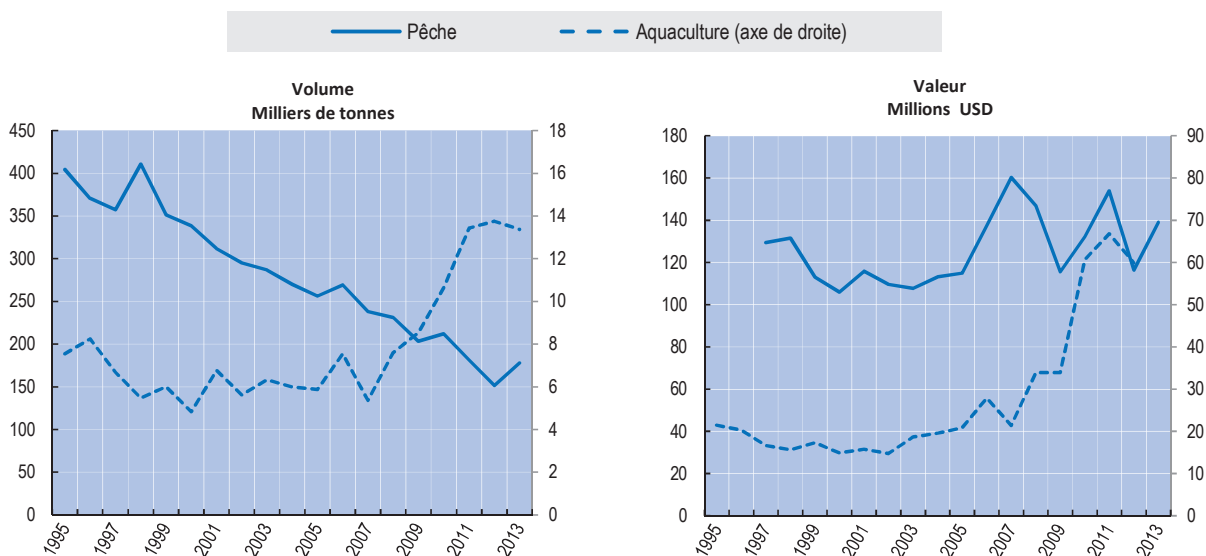 Pêche Aquaculture (axe de droite)
Volume
Milliers de tonnes
450 18
400 16
350 14
300 12
250 10
200 8
150 6
100 4
50 2
0 0
1995 1997 1999 2001 2003 2005 2007 2009 2011 2013
Valeur
Millions USD
180 90
160 80
140 70
120 60
100 50
80 40
60 30
40 20
20 10
0 0
1995 1997 1999 2001 2003 2005 2007 2009 2011 2013